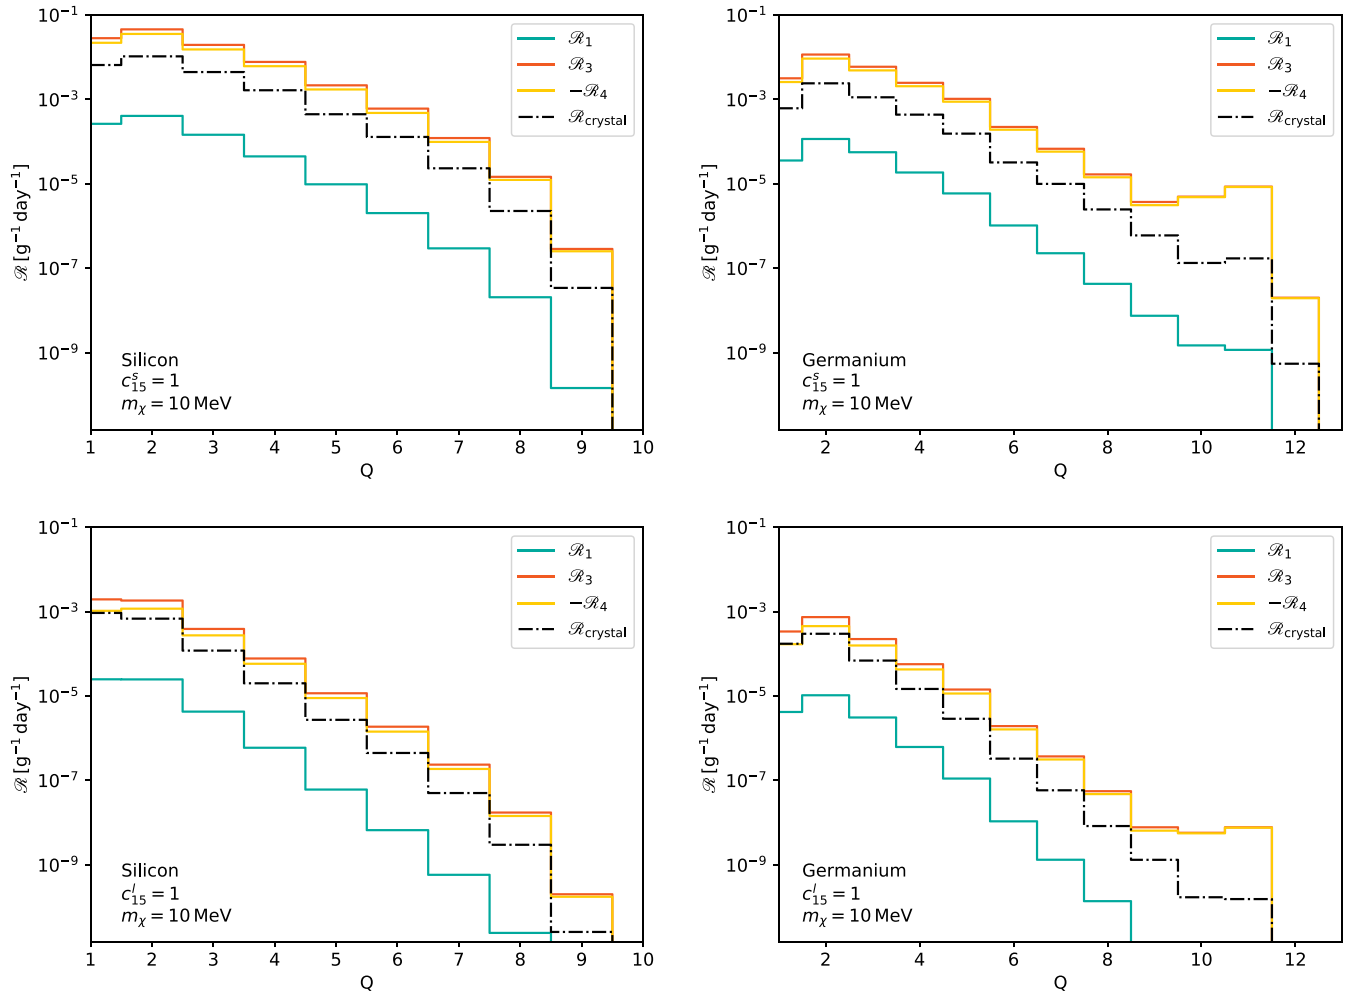 10⁻¹
10⁻³
10⁻⁵
10⁻⁷
10⁻⁹
ℛ [g⁻¹ day⁻¹]
ℛ₁
ℛ₃
−ℛ₄
ℛcrystal
Silicon
c₁₅ˢ = 1
mᵪ = 10 MeV
1 2 3 4 5 6 7 8 9 10
Q
10⁻¹
10⁻³
10⁻⁵
10⁻⁷
10⁻⁹
ℛ [g⁻¹ day⁻¹]
ℛ₁
ℛ₃
−ℛ₄
ℛcrystal
Germanium
c₁₅ˢ = 1
mᵪ = 10 MeV
2 4 6 8 10 12
Q
10⁻¹
10⁻³
10⁻⁵
10⁻⁷
10⁻⁹
ℛ [g⁻¹ day⁻¹]
ℛ₁
ℛ₃
−ℛ₄
ℛcrystal
Silicon
c₁₅ˡ = 1
mᵪ = 10 MeV
1 2 3 4 5 6 7 8 9 10
Q
10⁻¹
10⁻³
10⁻⁵
10⁻⁷
10⁻⁹
ℛ [g⁻¹ day⁻¹]
ℛ₁
ℛ₃
−ℛ₄
ℛcrystal
Germanium
c₁₅ˡ = 1
mᵪ = 10 MeV
2 4 6 8 10 12
Q